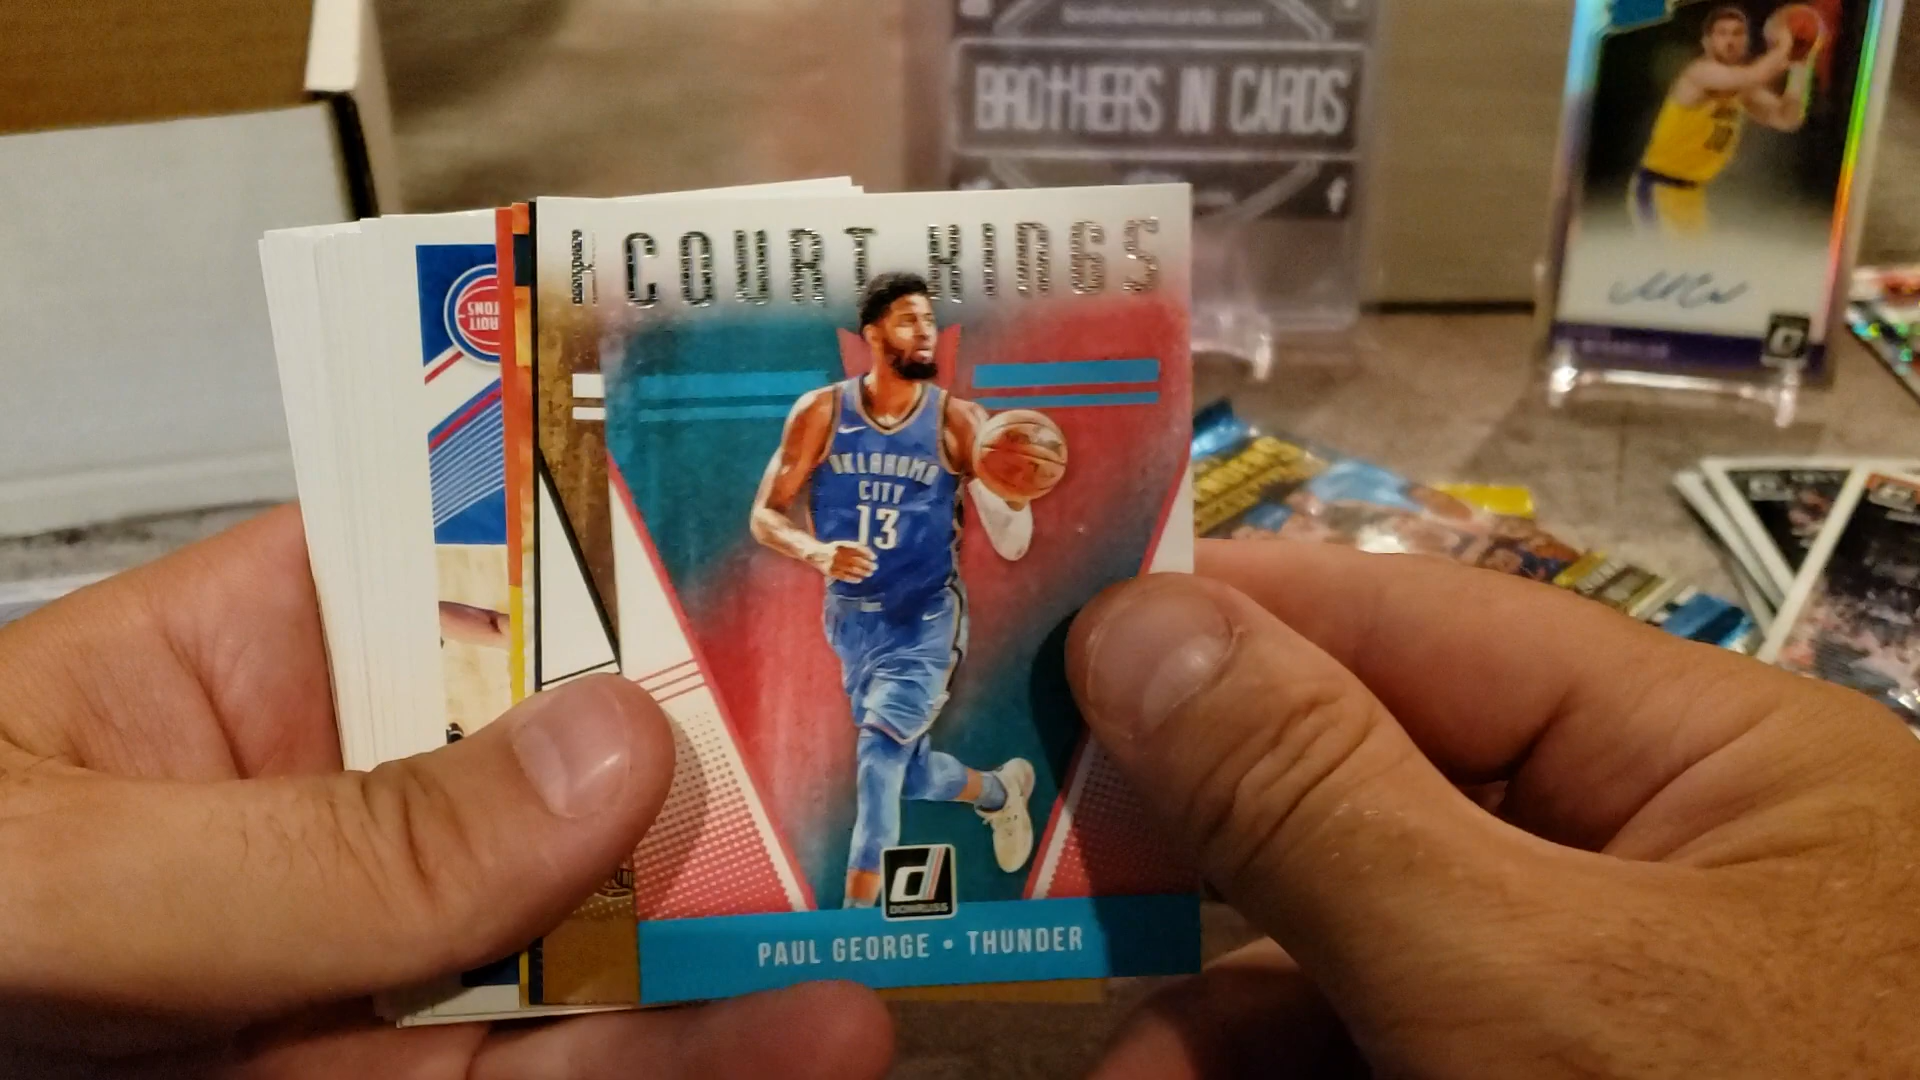 brothersincards.com
BROTHERS IN CARDS
COURT KINGS
OKLAHOMA
CITY
13
DONRUSS
PAUL GEORGE • THUNDER